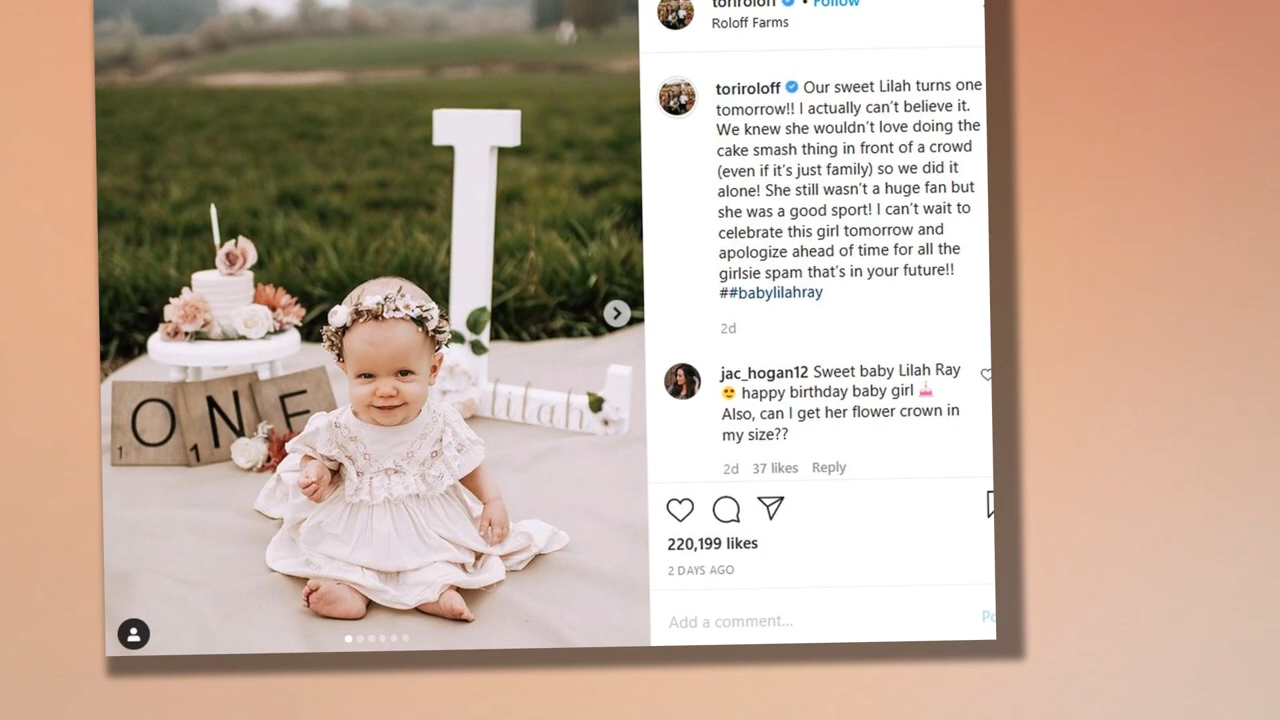 toriroloff • Follow
Roloff Farms
toriroloff Our sweet Lilah turns one
tomorrow!! I actually can't believe it.
We knew she wouldn't love doing the
cake smash thing in front of a crowd
(even if it's just family) so we did it
alone! She still wasn't a huge fan but
she was a good sport! I can't wait to
celebrate this girl tomorrow and
apologize ahead of time for all the
girlsie spam that's in your future!!
##babylilahray
2d
jac_hogan12 Sweet baby Lilah Ray
😍 happy birthday baby girl 🎂
Also, can I get her flower crown in
my size??
2d 37 likes Reply
220,199 likes
2 DAYS AGO
Add a comment...
L
lilah
ONE
1 1